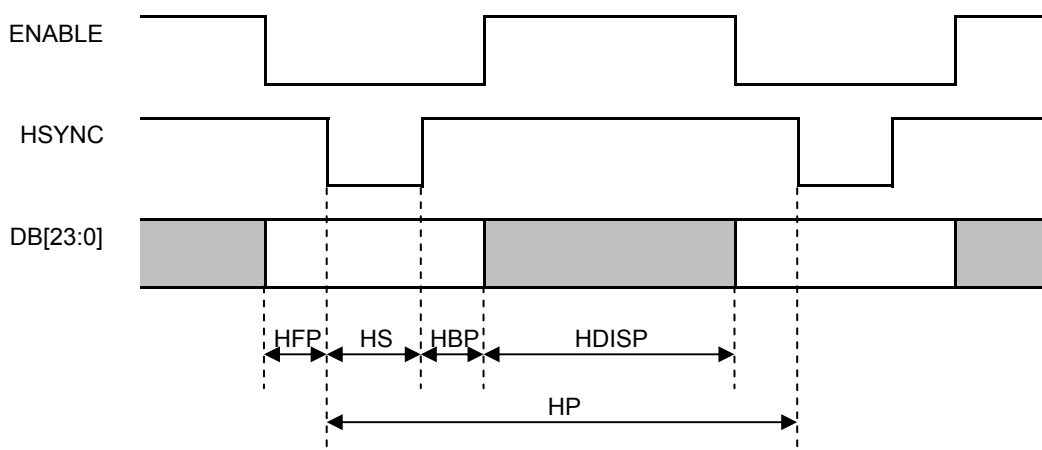 ENABLE
HSYNC
DB[23:0]
HFP HS HBP HDISP
HP